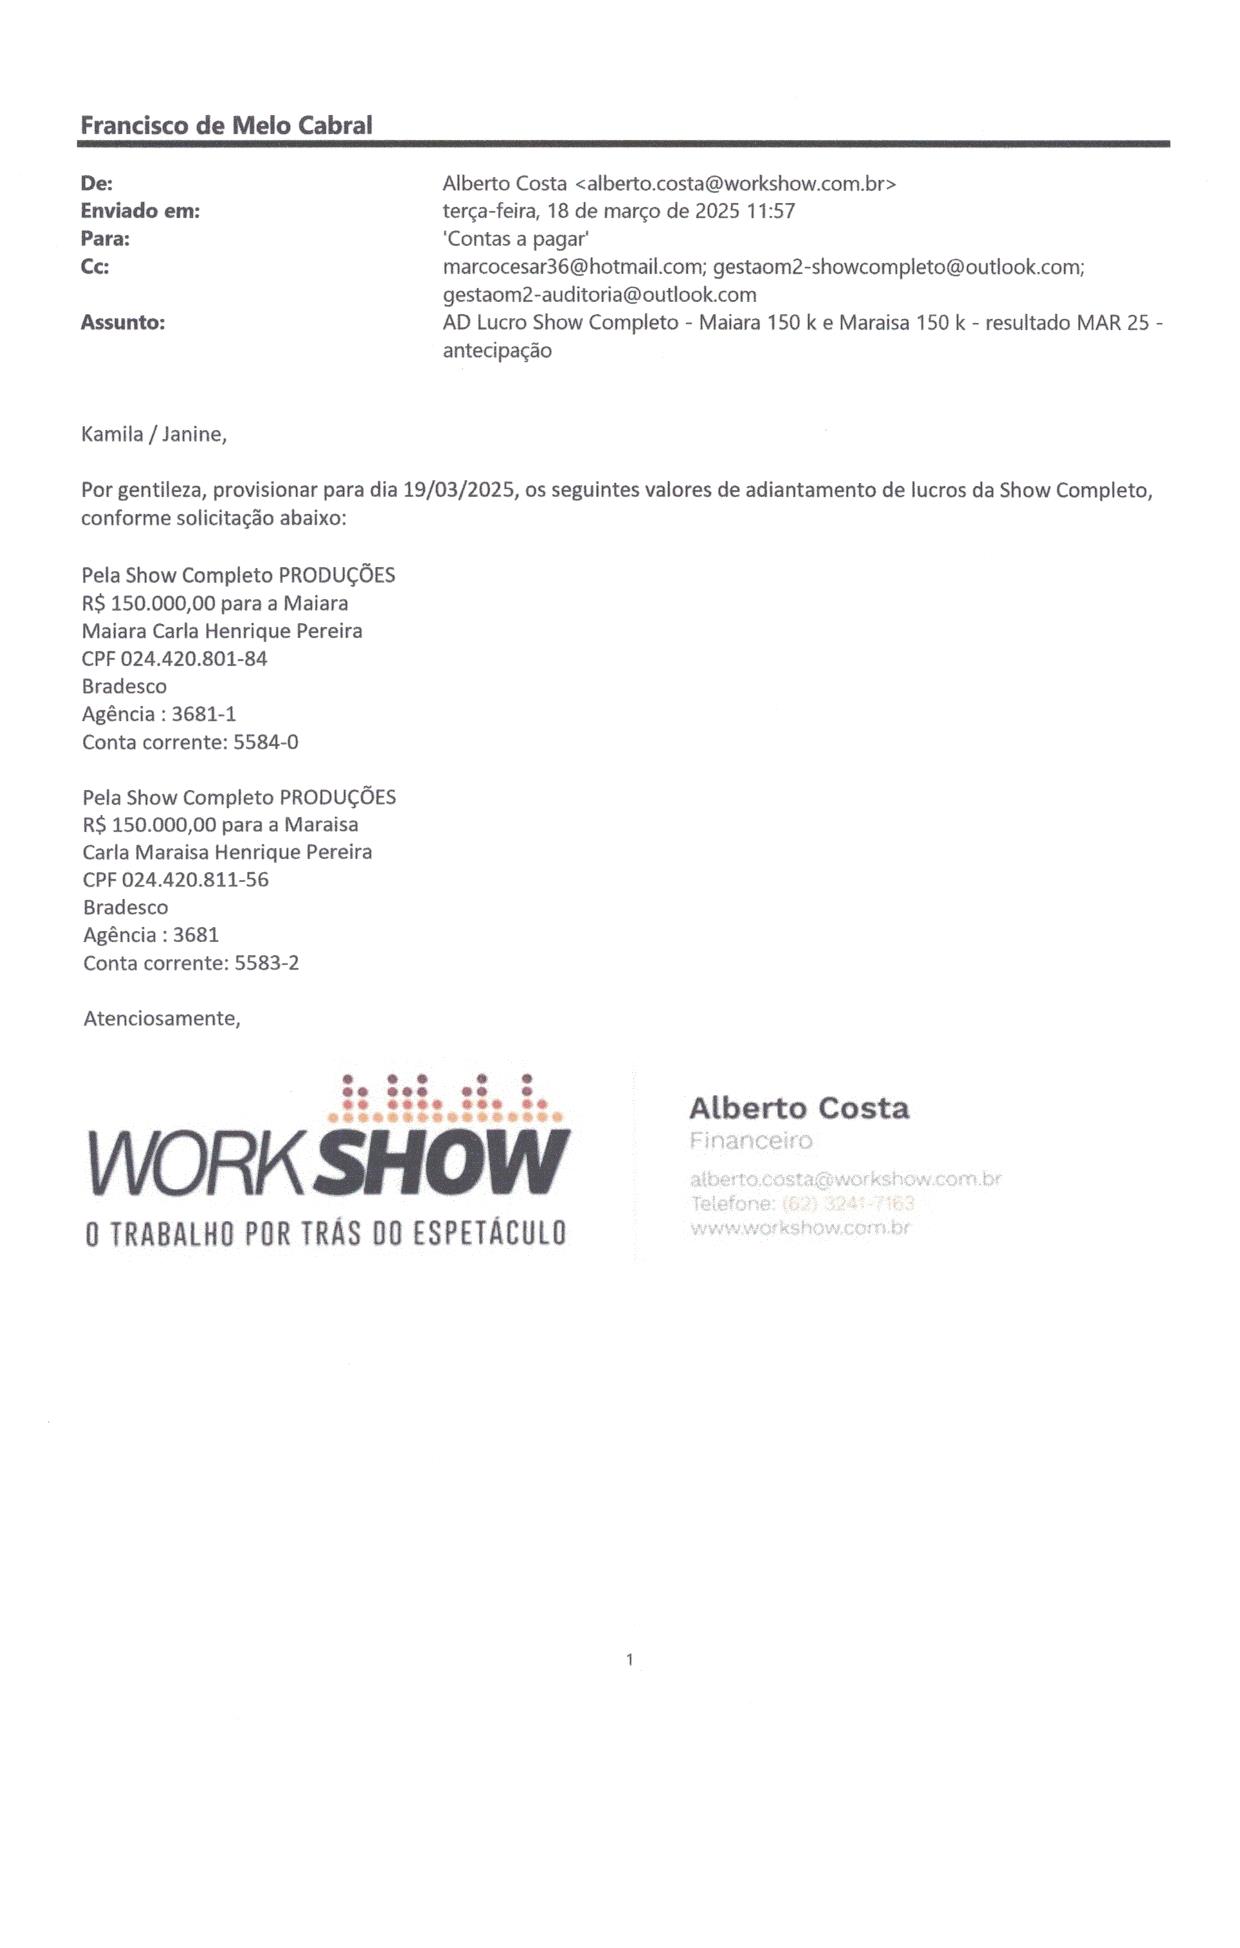 Francisco de Melo Cabral
De: Alberto Costa <alberto.costa@workshow.com.br>
Enviado em: terça-feira, 18 de março de 2025 11:57
Para: 'Contas a pagar'
Cc: marcocesar36@hotmail.com; gestaom2-showcompleto@outlook.com;
gestaom2-auditoria@outlook.com
Assunto: AD Lucro Show Completo - Maiara 150 k e Maraisa 150 k - resultado MAR 25 -
antecipação
Kamila / Janine,
Por gentileza, provisionar para dia 19/03/2025, os seguintes valores de adiantamento de lucros da Show Completo,
conforme solicitação abaixo:
Pela Show Completo PRODUÇÕES
R$ 150.000,00 para a Maiara
Maiara Carla Henrique Pereira
CPF 024.420.801-84
Bradesco
Agência : 3681-1
Conta corrente: 5584-0
Pela Show Completo PRODUÇÕES
R$ 150.000,00 para a Maraisa
Carla Maraisa Henrique Pereira
CPF 024.420.811-56
Bradesco
Agência : 3681
Conta corrente: 5583-2
Atenciosamente,
WORKSHOW
O TRABALHO POR TRÁS DO ESPETÁCULO
Alberto Costa
Financeiro
alberto.costa@workshow.com.br
Telefone: (62) 3241-7163
www.workshow.com.br
1